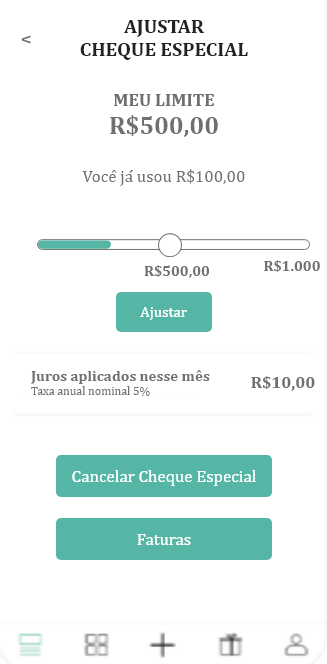 AJUSTAR
<
CHEQUE ESPECIAL
MEU LIMITE
R$500,00
Você já usou R$100,00
R$500,00
R$1.000
Ajustar
Juros aplicados nesse mês
Taxa anual nominal 5%
R$10,00
Cancelar Cheque Especial
Faturas